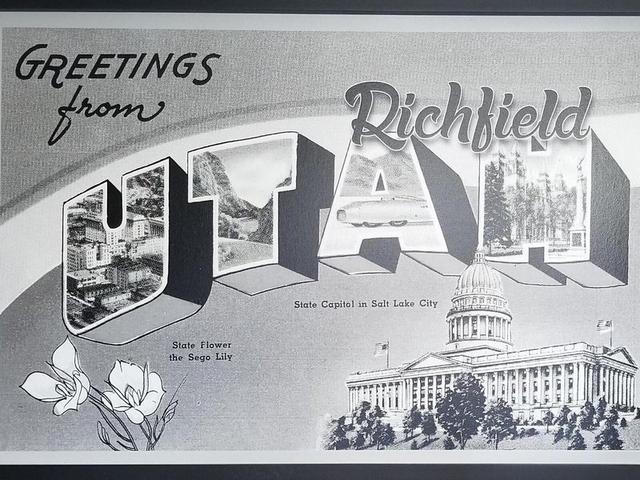 GREETINGS
from
Richfield
UTAH
State Capitol in Salt Lake City
State Flower
the Sego Lily